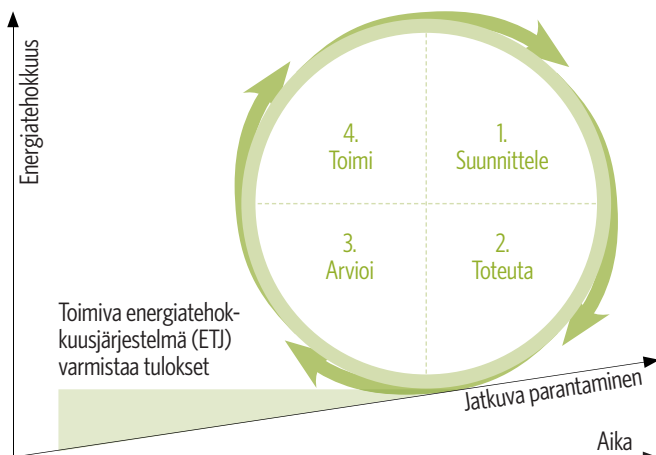 Energiatehokkuus
4.
Toimi
1.
Suunnittele
3.
Arvioi
2.
Toteuta
Toimiva energiatehok-
kuusjärjestelmä (ETJ)
varmistaa tulokset
Jatkuva parantaminen
Aika